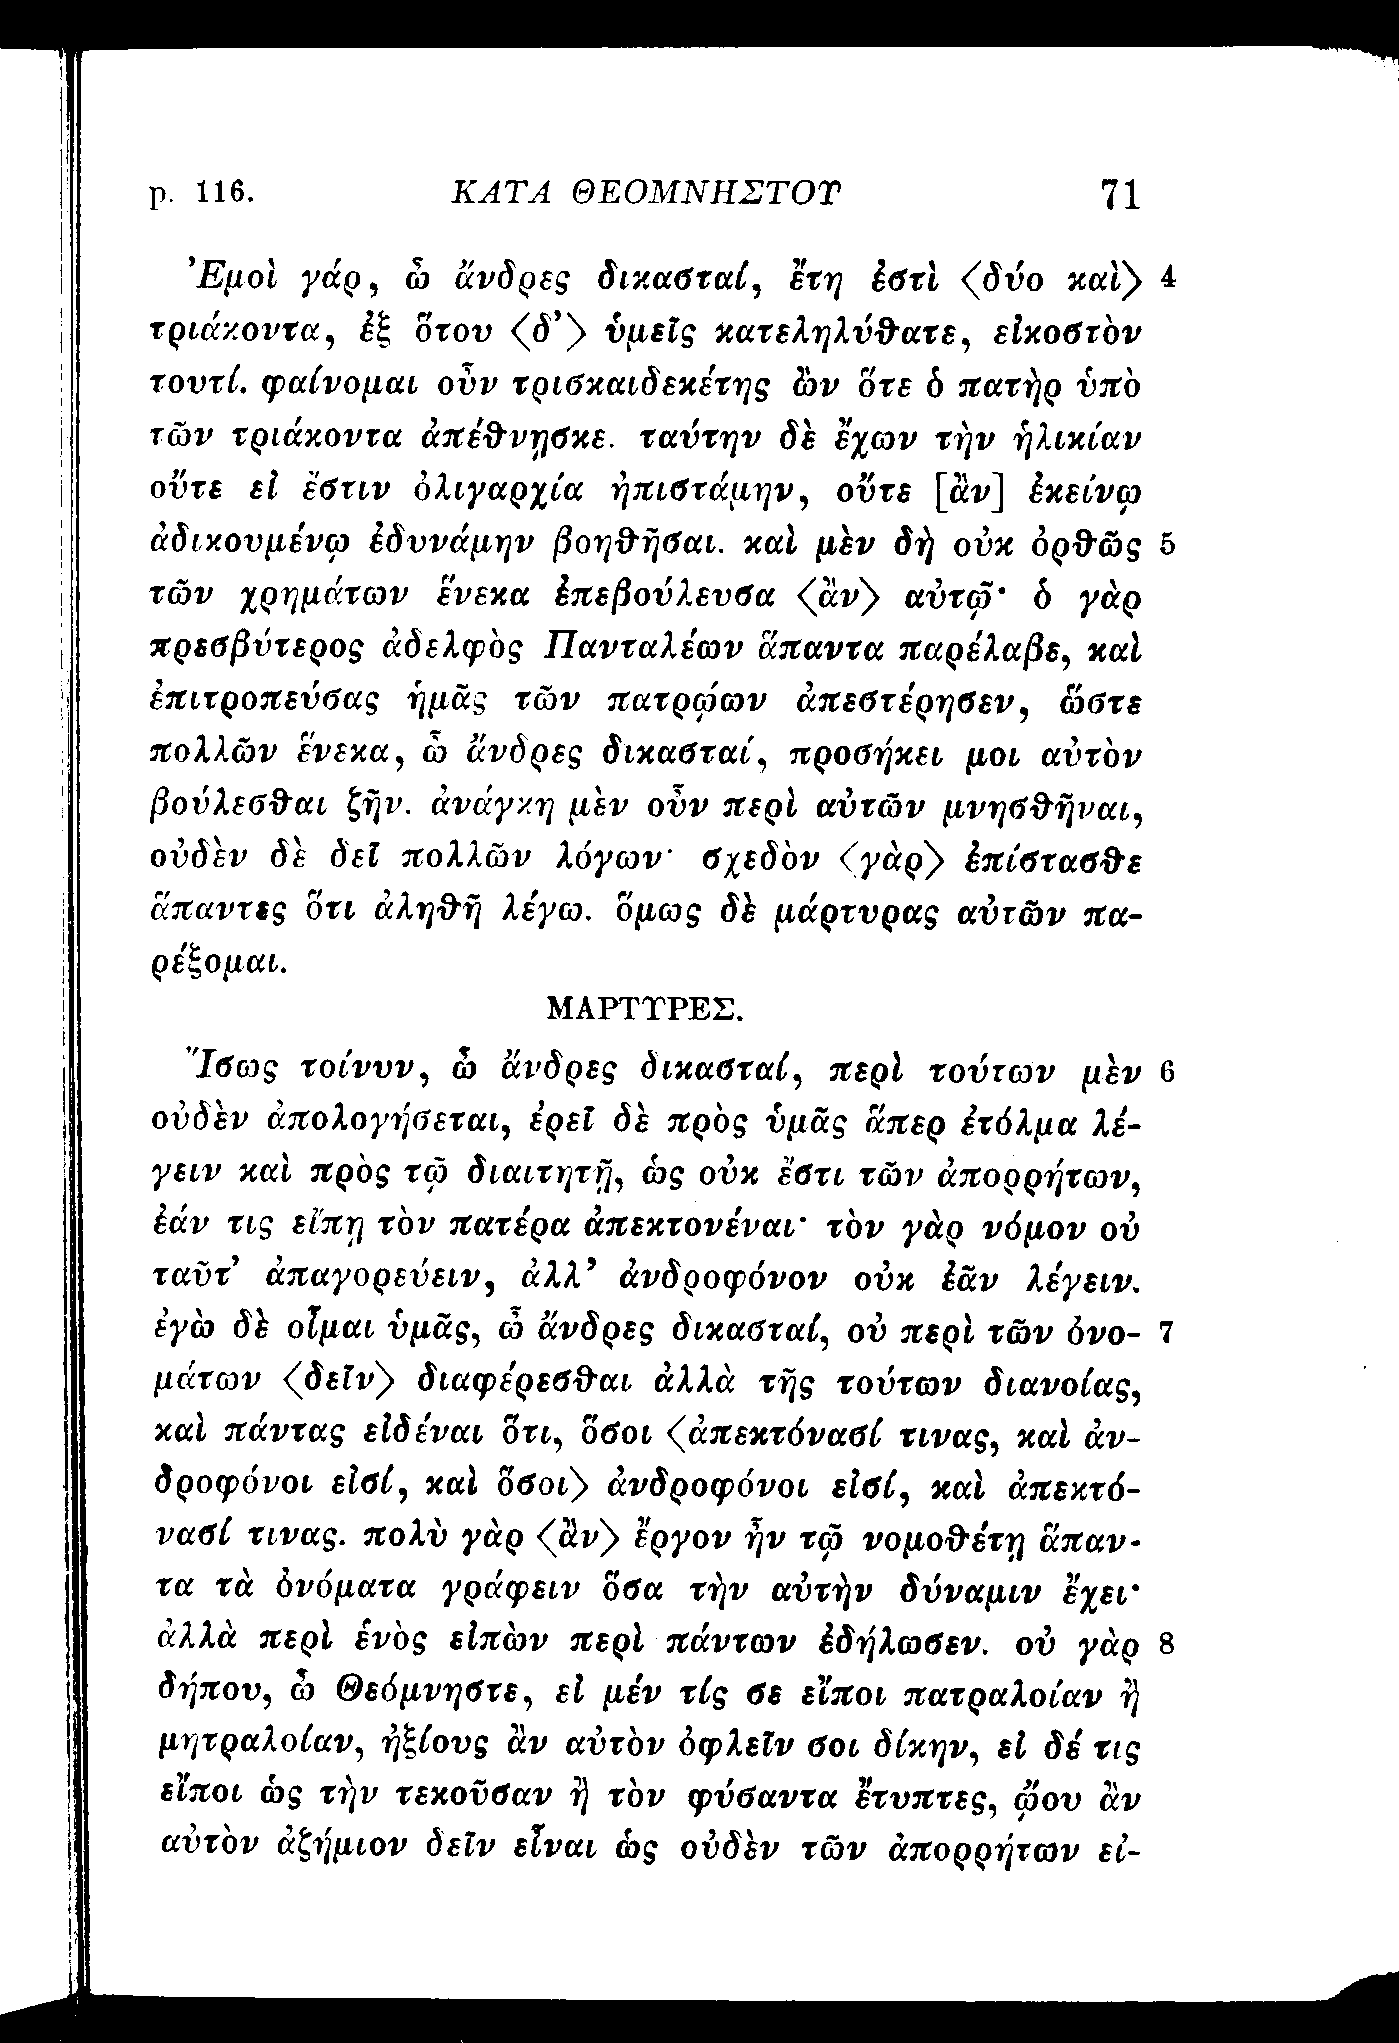 p. 116. ΚΑΤΑ ΘΕΟΜΝΗΣΤΟΥ 71
Ἐμοὶ γάρ, ὦ ἄνδρες δικασταί, ἔτη ἐστὶ ⟨δύο καὶ⟩ 4
τριάκοντα, ἐξ ὅτου ⟨δ’⟩ ὑμεῖς κατεληλύθατε, εἰκοστὸν
τουτί. φαίνομαι οὖν τρισκαιδεκέτης ὢν ὅτε ὁ πατὴρ ὑπὸ
τῶν τριάκοντα ἀπέθνῃσκε. ταύτην δὲ ἔχων τὴν ἡλικίαν
οὔτε εἰ ἔστιν ὀλιγαρχία ἠπιστάμην, οὔτε [ἂν] ἐκείνῳ
ἀδικουμένῳ ἐδυνάμην βοηθῆσαι. καὶ μὲν δὴ οὐκ ὀρθῶς 5
τῶν χρημάτων ἕνεκα ἐπεβούλευσα ⟨ἂν⟩ αὐτῷ· ὁ γὰρ
πρεσβύτερος ἀδελφὸς Πανταλέων ἅπαντα παρέλαβε, καὶ
ἐπιτροπεύσας ἡμᾶς τῶν πατρῴων ἀπεστέρησεν, ὥστε
πολλῶν ἕνεκα, ὦ ἄνδρες δικασταί, προσήκει μοι αὐτὸν
βούλεσθαι ζῆν. ἀνάγκη μὲν οὖν περὶ αὐτῶν μνησθῆναι,
οὐδὲν δὲ δεῖ πολλῶν λόγων· σχεδὸν ⟨γὰρ⟩ ἐπίστασθε
ἅπαντες ὅτι ἀληθῆ λέγω. ὅμως δὲ μάρτυρας αὐτῶν πα-
ρέξομαι.
ΜΑΡΤΥΡΕΣ.
Ἴσως τοίνυν, ὦ ἄνδρες δικασταί, περὶ τούτων μὲν 6
οὐδὲν ἀπολογήσεται, ἐρεῖ δὲ πρὸς ὑμᾶς ἅπερ ἐτόλμα λέ-
γειν καὶ πρὸς τῷ διαιτητῇ, ὡς οὐκ ἔστι τῶν ἀπορρήτων,
ἐάν τις εἴπῃ τὸν πατέρα ἀπεκτονέναι· τὸν γὰρ νόμον οὐ
ταῦτ’ ἀπαγορεύειν, ἀλλ’ ἀνδροφόνον οὐκ ἐᾶν λέγειν.
ἐγὼ δὲ οἶμαι ὑμᾶς, ὦ ἄνδρες δικασταί, οὐ περὶ τῶν ὀνο- 7
μάτων ⟨δεῖν⟩ διαφέρεσθαι ἀλλὰ τῆς τούτων διανοίας,
καὶ πάντας εἰδέναι ὅτι, ὅσοι ⟨ἀπεκτόνασί τινας, καὶ ἀν-
δροφόνοι εἰσί, καὶ ὅσοι⟩ ἀνδροφόνοι εἰσί, καὶ ἀπεκτό-
νασί τινας. πολὺ γὰρ ⟨ἂν⟩ ἔργον ἦν τῷ νομοθέτῃ ἅπαν-
τα τὰ ὀνόματα γράφειν ὅσα τὴν αὐτὴν δύναμιν ἔχει·
ἀλλὰ περὶ ἑνὸς εἰπὼν περὶ πάντων ἐδήλωσεν. οὐ γὰρ 8
δήπου, ὦ Θεόμνηστε, εἰ μέν τίς σε εἴποι πατραλοίαν ἢ
μητραλοίαν, ἠξίους ἂν αὐτὸν ὀφλεῖν σοι δίκην, εἰ δέ τις
εἴποι ὡς τὴν τεκοῦσαν ἢ τὸν φύσαντα ἔτυπτες, ᾤου ἂν
αὐτὸν ἀζήμιον δεῖν εἶναι ὡς οὐδὲν τῶν ἀπορρήτων εἰ-